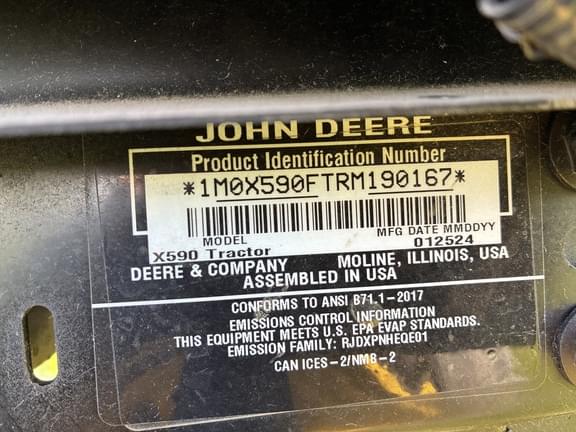 JOHN DEERE
Product Identification Number
*1M0X590FTRM190167*
MODEL MFG DATE MMDDYY
X590 Tractor 012524
DEERE & COMPANY MOLINE, ILLINOIS, USA
ASSEMBLED IN USA
CONFORMS TO ANSI B71.1-2017
EMISSIONS CONTROL INFORMATION
THIS EQUIPMENT MEETS U.S. EPA EVAP STANDARDS.
EMISSION FAMILY: RJDXPNHEQE01
CAN ICES-2/NMB-2